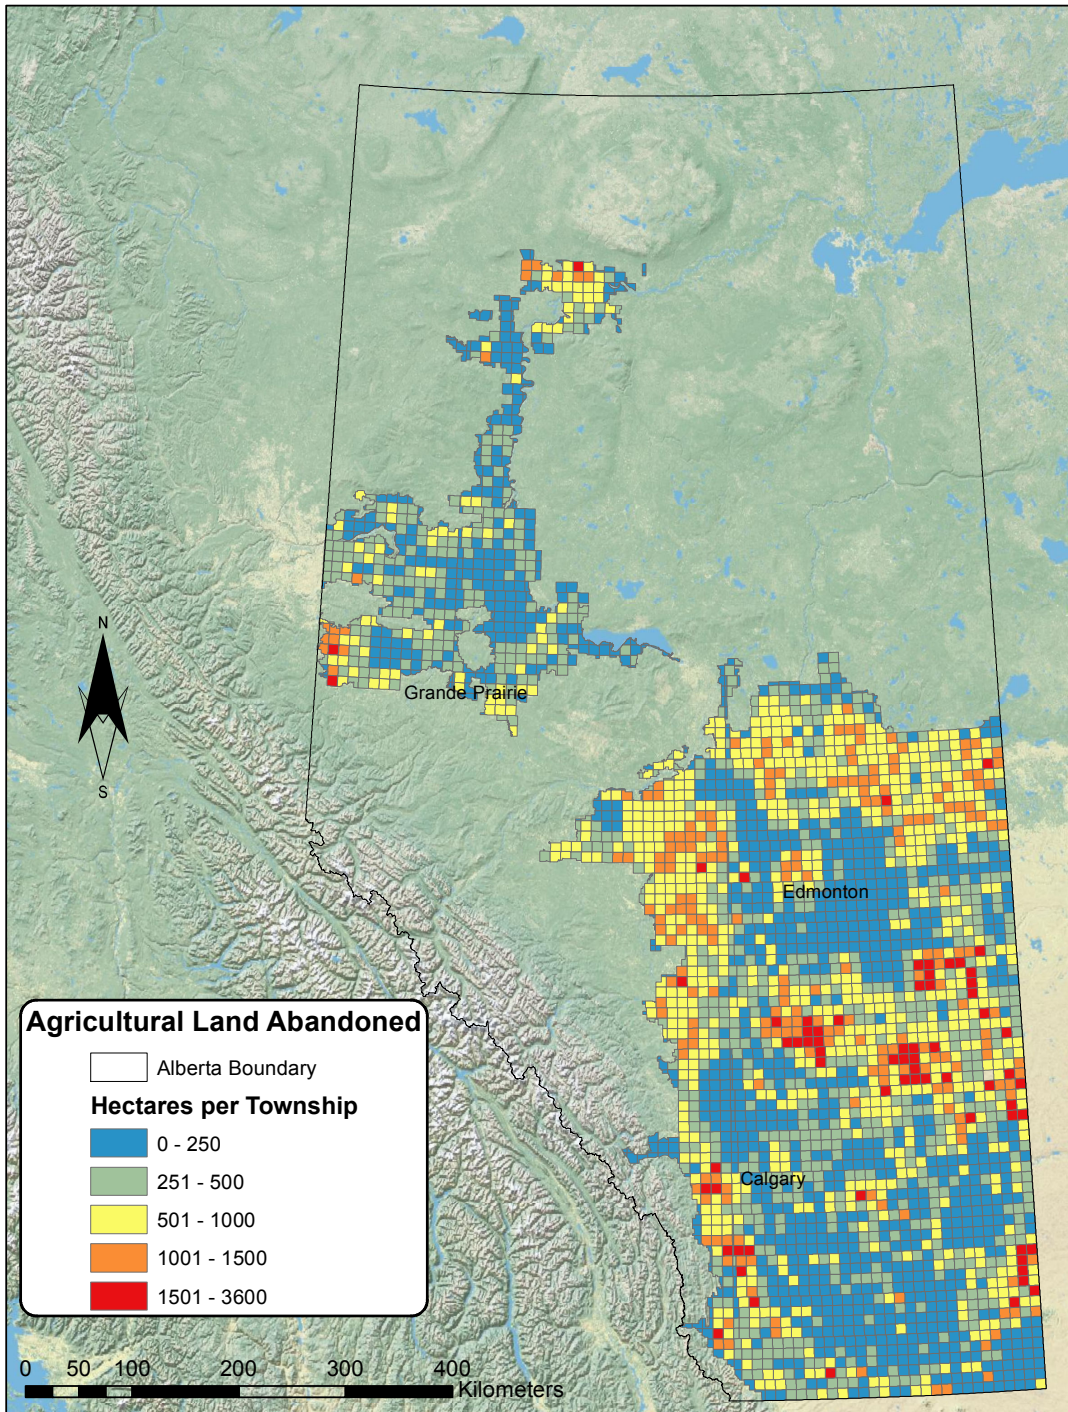 N
S
Grande Prairie
Edmonton
Calgary
Agricultural Land Abandoned
Alberta Boundary
Hectares per Township
0 - 250
251 - 500
501 - 1000
1001 - 1500
1501 - 3600
0 50 100 200 300 400
Kilometers